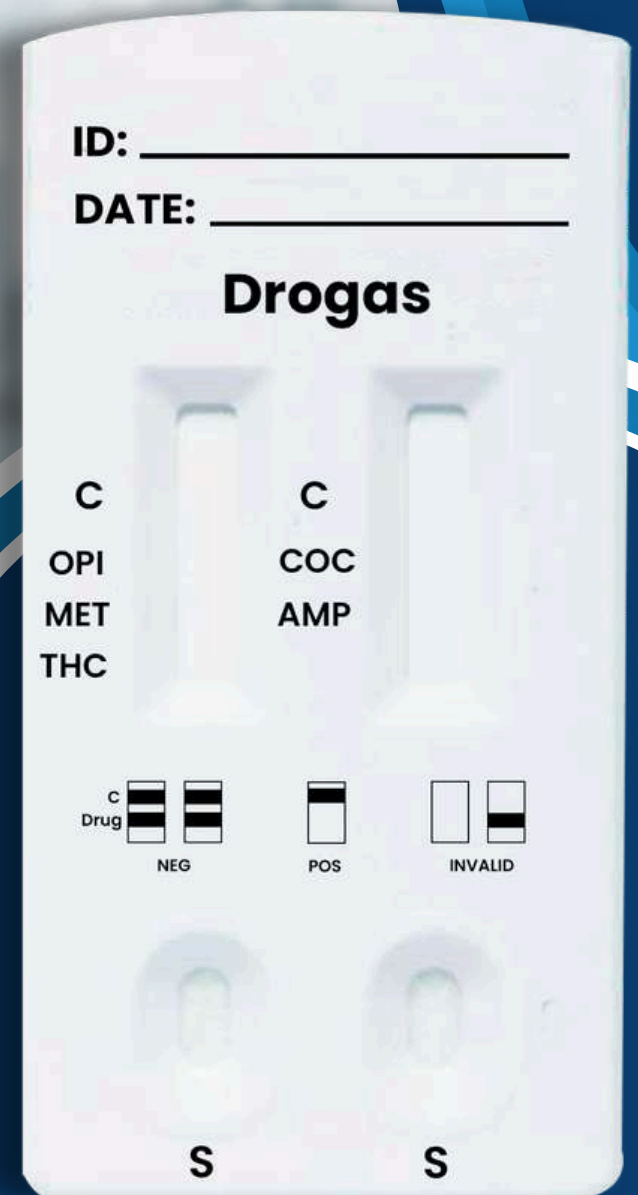 ID:
DATE:
Drogas
C C
OPI COC
MET AMP
THC
C
Drug
NEG POS INVALID
S S